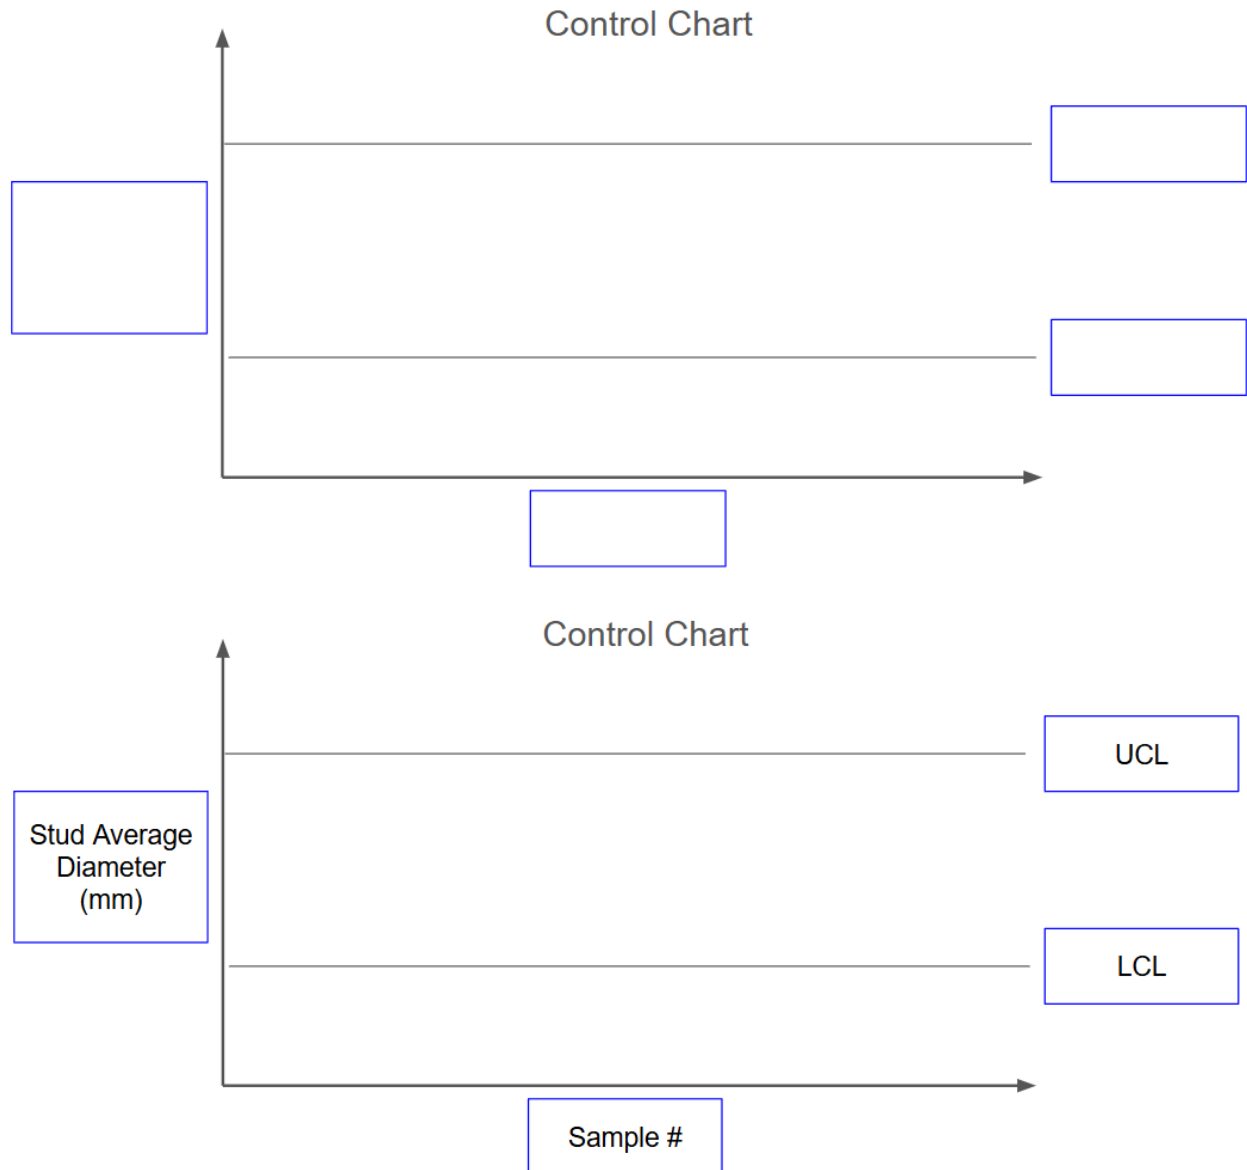 Control Chart
Control Chart
UCL
Stud Average
Diameter
(mm)
LCL
Sample #